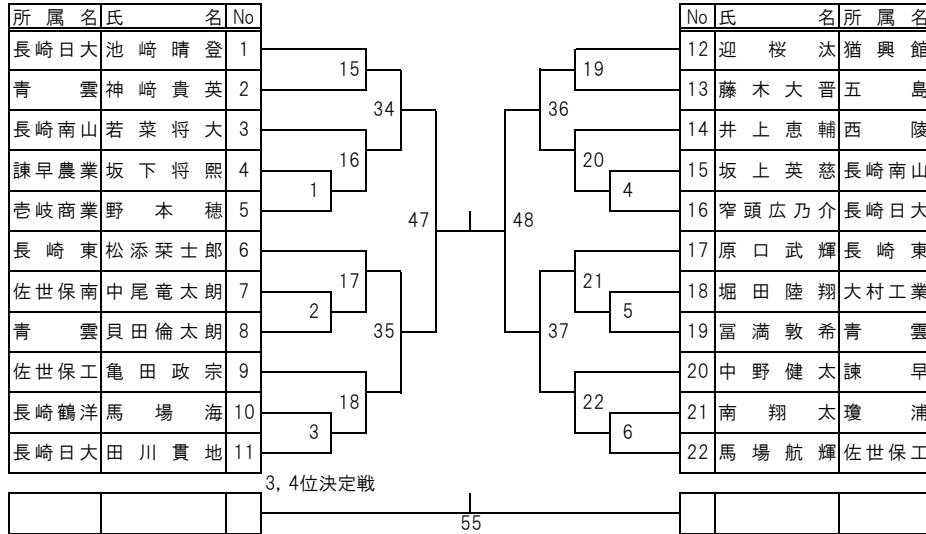 所属名 氏名 No No 氏名 所属名
長崎日大 池﨑晴登 1 12 迎桜汰 猶興館
15 19
青雲 神﨑貴英 2 13 藤木大晋 五島
34 36
長崎南山 若菜将大 3 14 井上恵輔 西陵
16 20
諫早農業 坂下将熙 4 15 坂上英慈 長崎南山
1 4
壱岐商業 野本穂 5 16 窄頭広乃介 長崎日大
47 48
長崎東 松添栞士郎 6 17 原口武輝 長崎東
17 21
佐世保南 中尾竜太朗 7 18 堀田陸翔 大村工業
2 5
青雲 貝田倫太朗 8 19 冨満敦希 青雲
35 37
佐世保工 亀田政宗 9 20 中野健太 諫早
18 22
長崎鶴洋 馬場海 10 21 南翔太 瓊浦
3 6
長崎日大 田川貫地 11 22 馬場航輝 佐世保工
3,4位決定戦
55